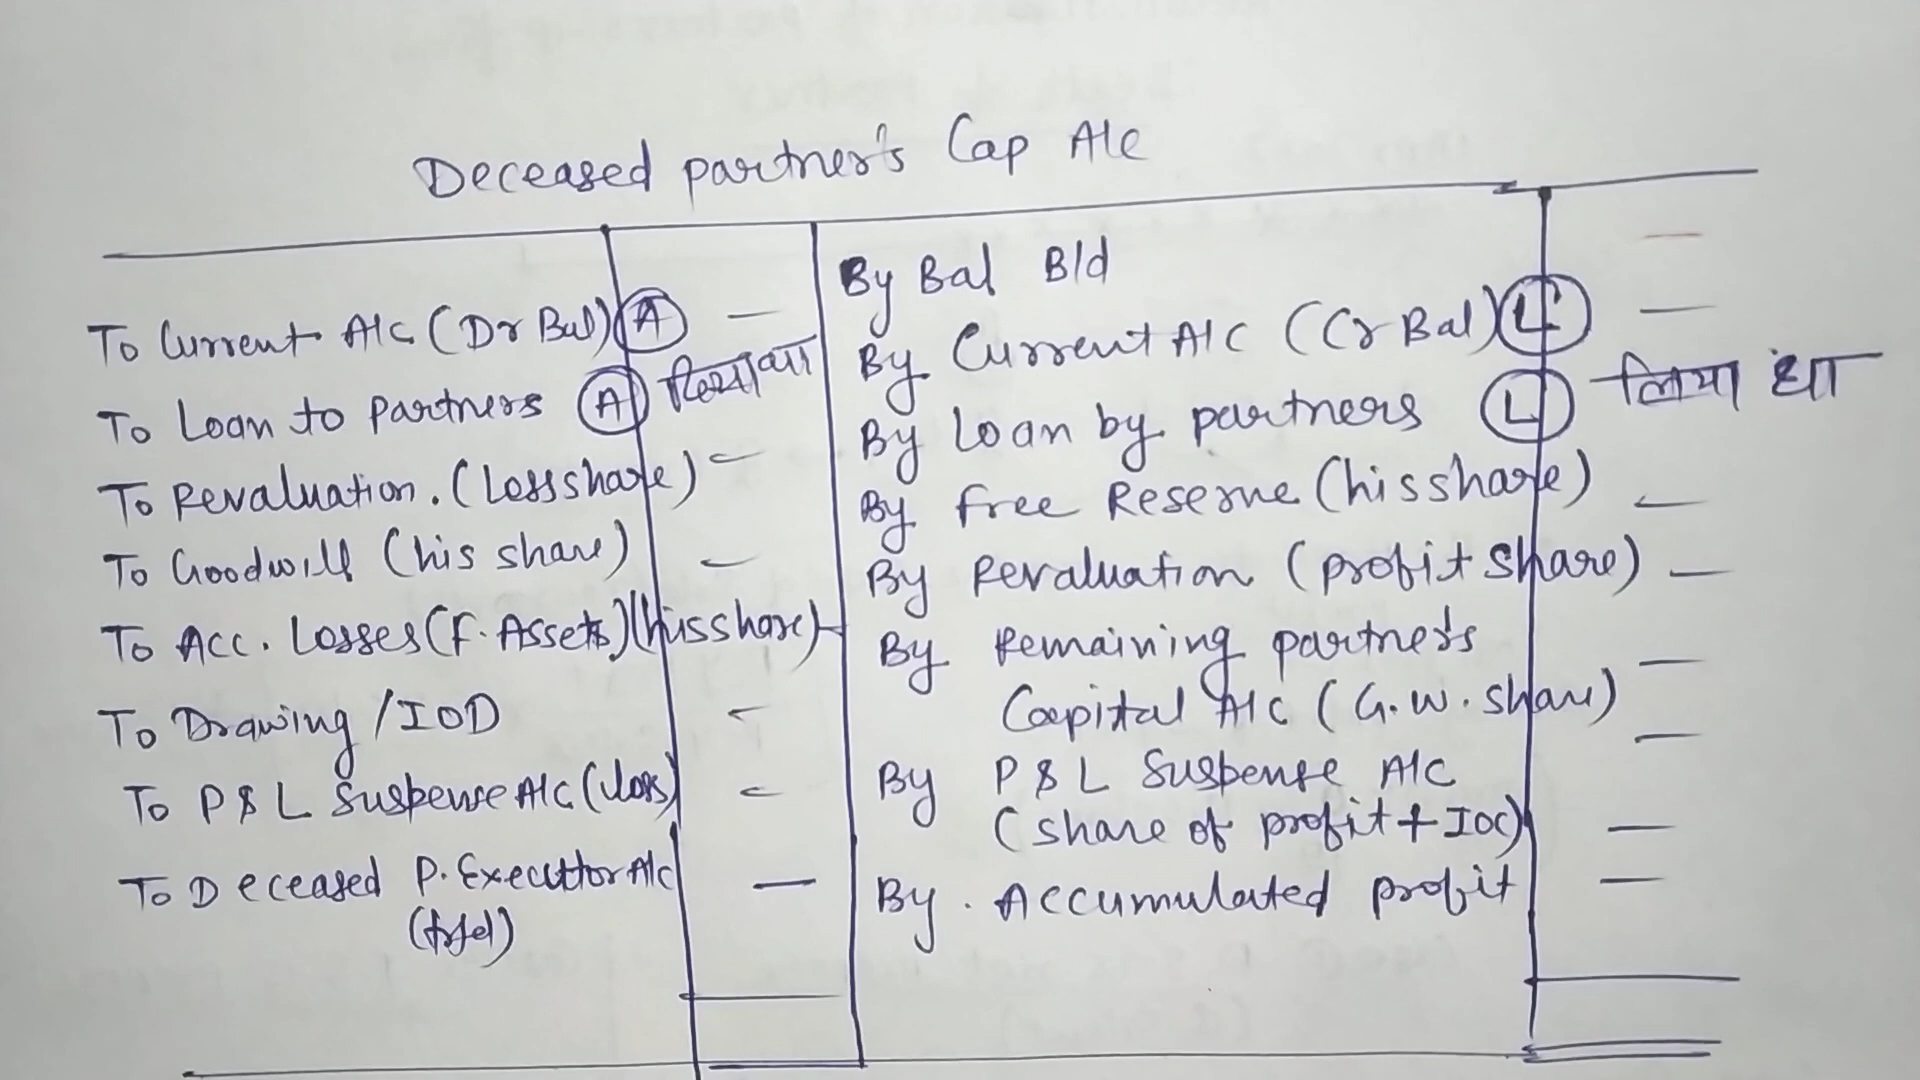 Deceased partner's Cap A/c
To Current A/c (Dr Bal) A
To Loan to partners A दिया था
To Revaluation. (Loss share)
To Goodwill (his share)
To Acc. Losses (F. Assets) (his share)
To Drawing / IOD
To P & L Suspense A/c (loss)
To Deceased P. Executtor A/c
(trfd)
By Bal B/d
By Current A/c (Cr Bal) L
By Loan by partners L लिया था
By free Reserve (his share)
By Revaluation (profit share)
By Remaining partner's
Capital A/c (G.W. share)
By P & L Suspense A/c
(share of profit + IOC)
By. Accumulated profit